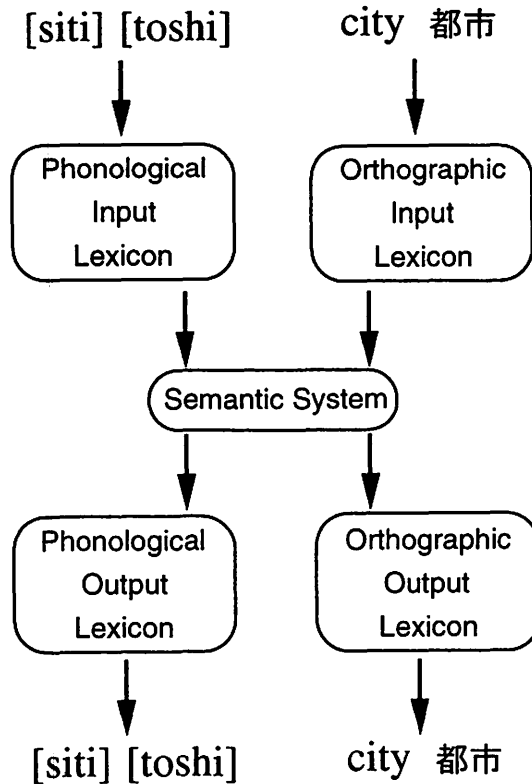 [siti] [toshi]
city 都市
Phonological
Input
Lexicon
Orthographic
Input
Lexicon
Semantic System
Phonological
Output
Lexicon
Orthographic
Output
Lexicon
[siti] [toshi]
city 都市